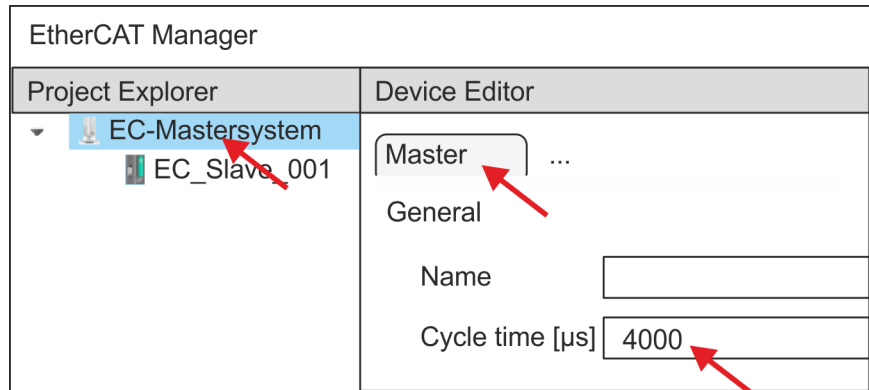 EtherCAT Manager
Project Explorer
Device Editor
EC-Mastersystem
EC_Slave_001
Master
...
General
Name
Cycle time [µs]
4000